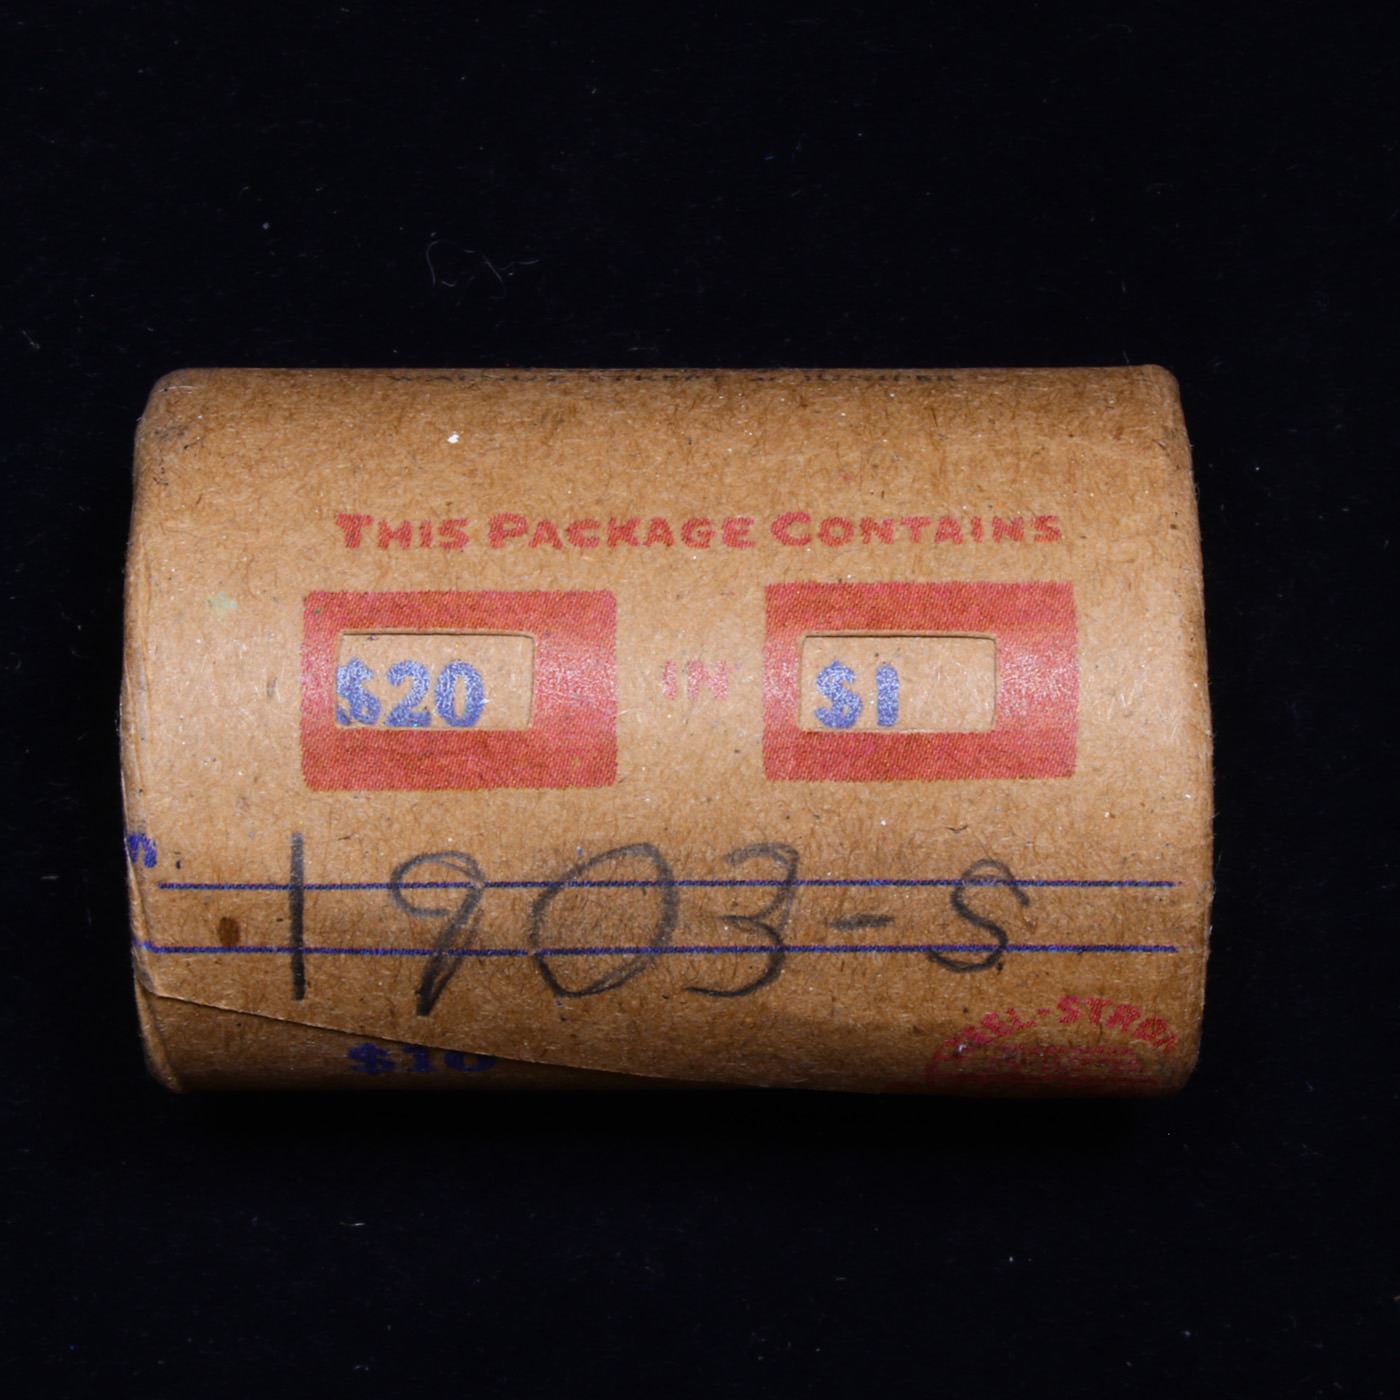 THIS PACKAGE CONTAINS
$20 IN $1
1903-S
$10